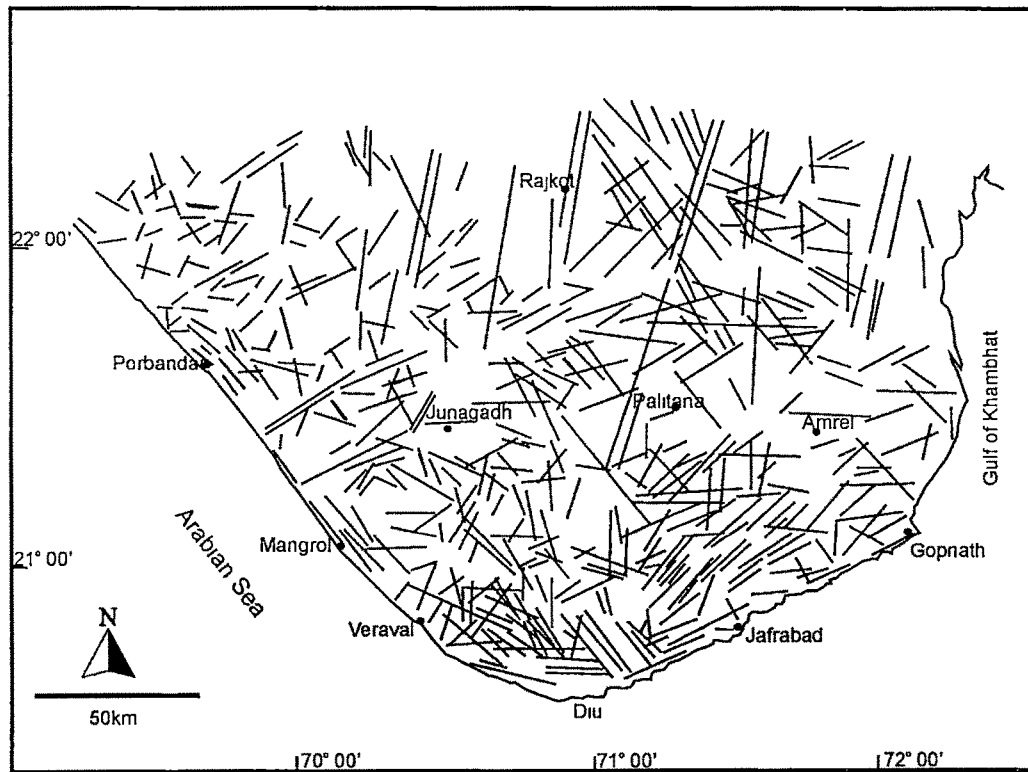 Rajkot
22° 00'
Porbandar
Junagadh
Palitana
Amrel
Gulf of Khambhat
Arabian Sea
Mangrol
Gopnath
21° 00'
N
Veraval
Jafrabad
50km
Diu
70° 00'
71° 00'
72° 00'